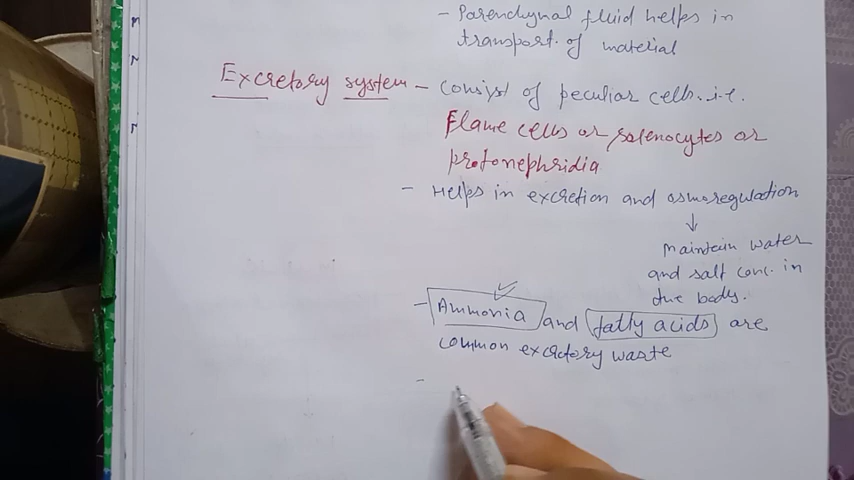 - Parenchynal fluid helps in
transport of material
Excretory system - consist of peculiar cells. i.e.
Flame cells or solenocytes or
protonephridia
- Helps in excretion and osmoregulation
↓
maintain water
and salt conc. in
due body.
- Ammonia and fatty acids are
common excretory waste
-